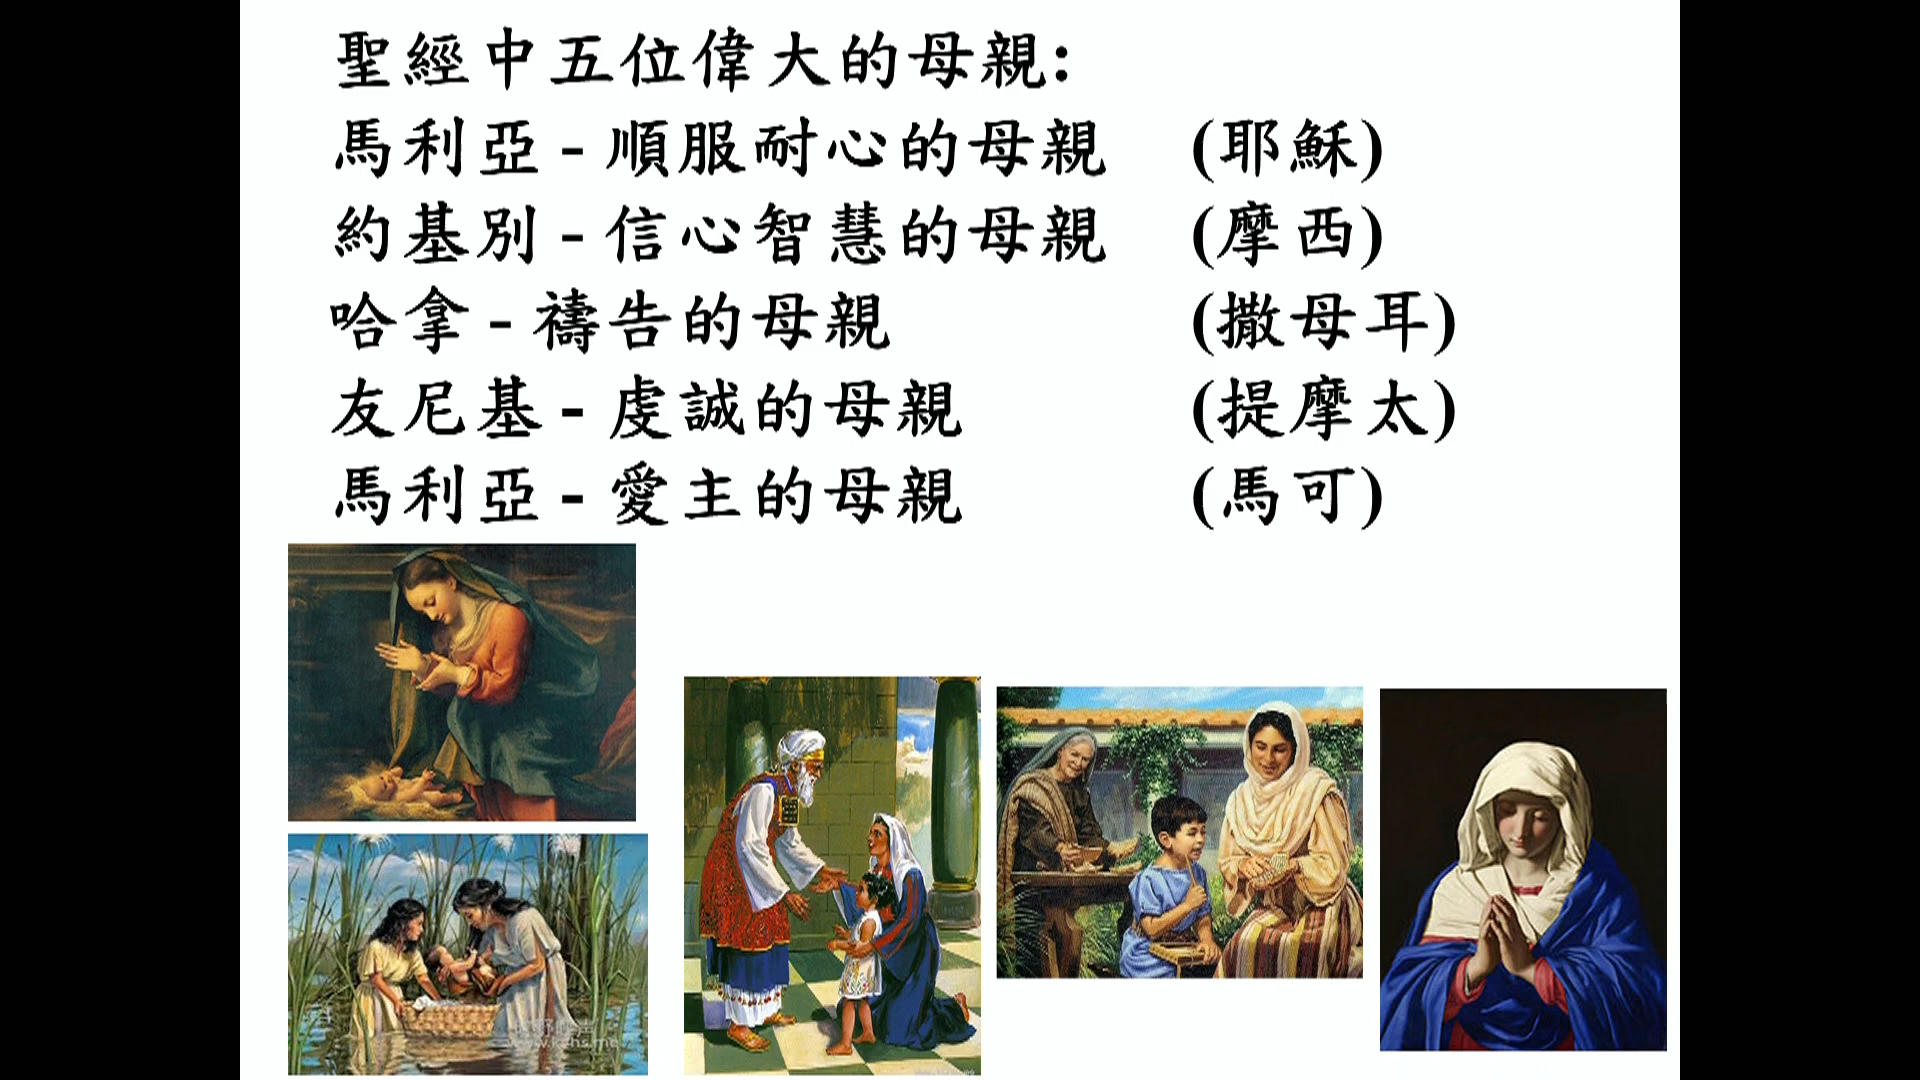 聖經中五位偉大的母親:
馬利亞 - 順服耐心的母親 (耶穌)
約基別 - 信心智慧的母親 (摩西)
哈拿 - 禱告的母親 (撒母耳)
友尼基 - 虔誠的母親 (提摩太)
馬利亞 - 愛主的母親 (馬可)